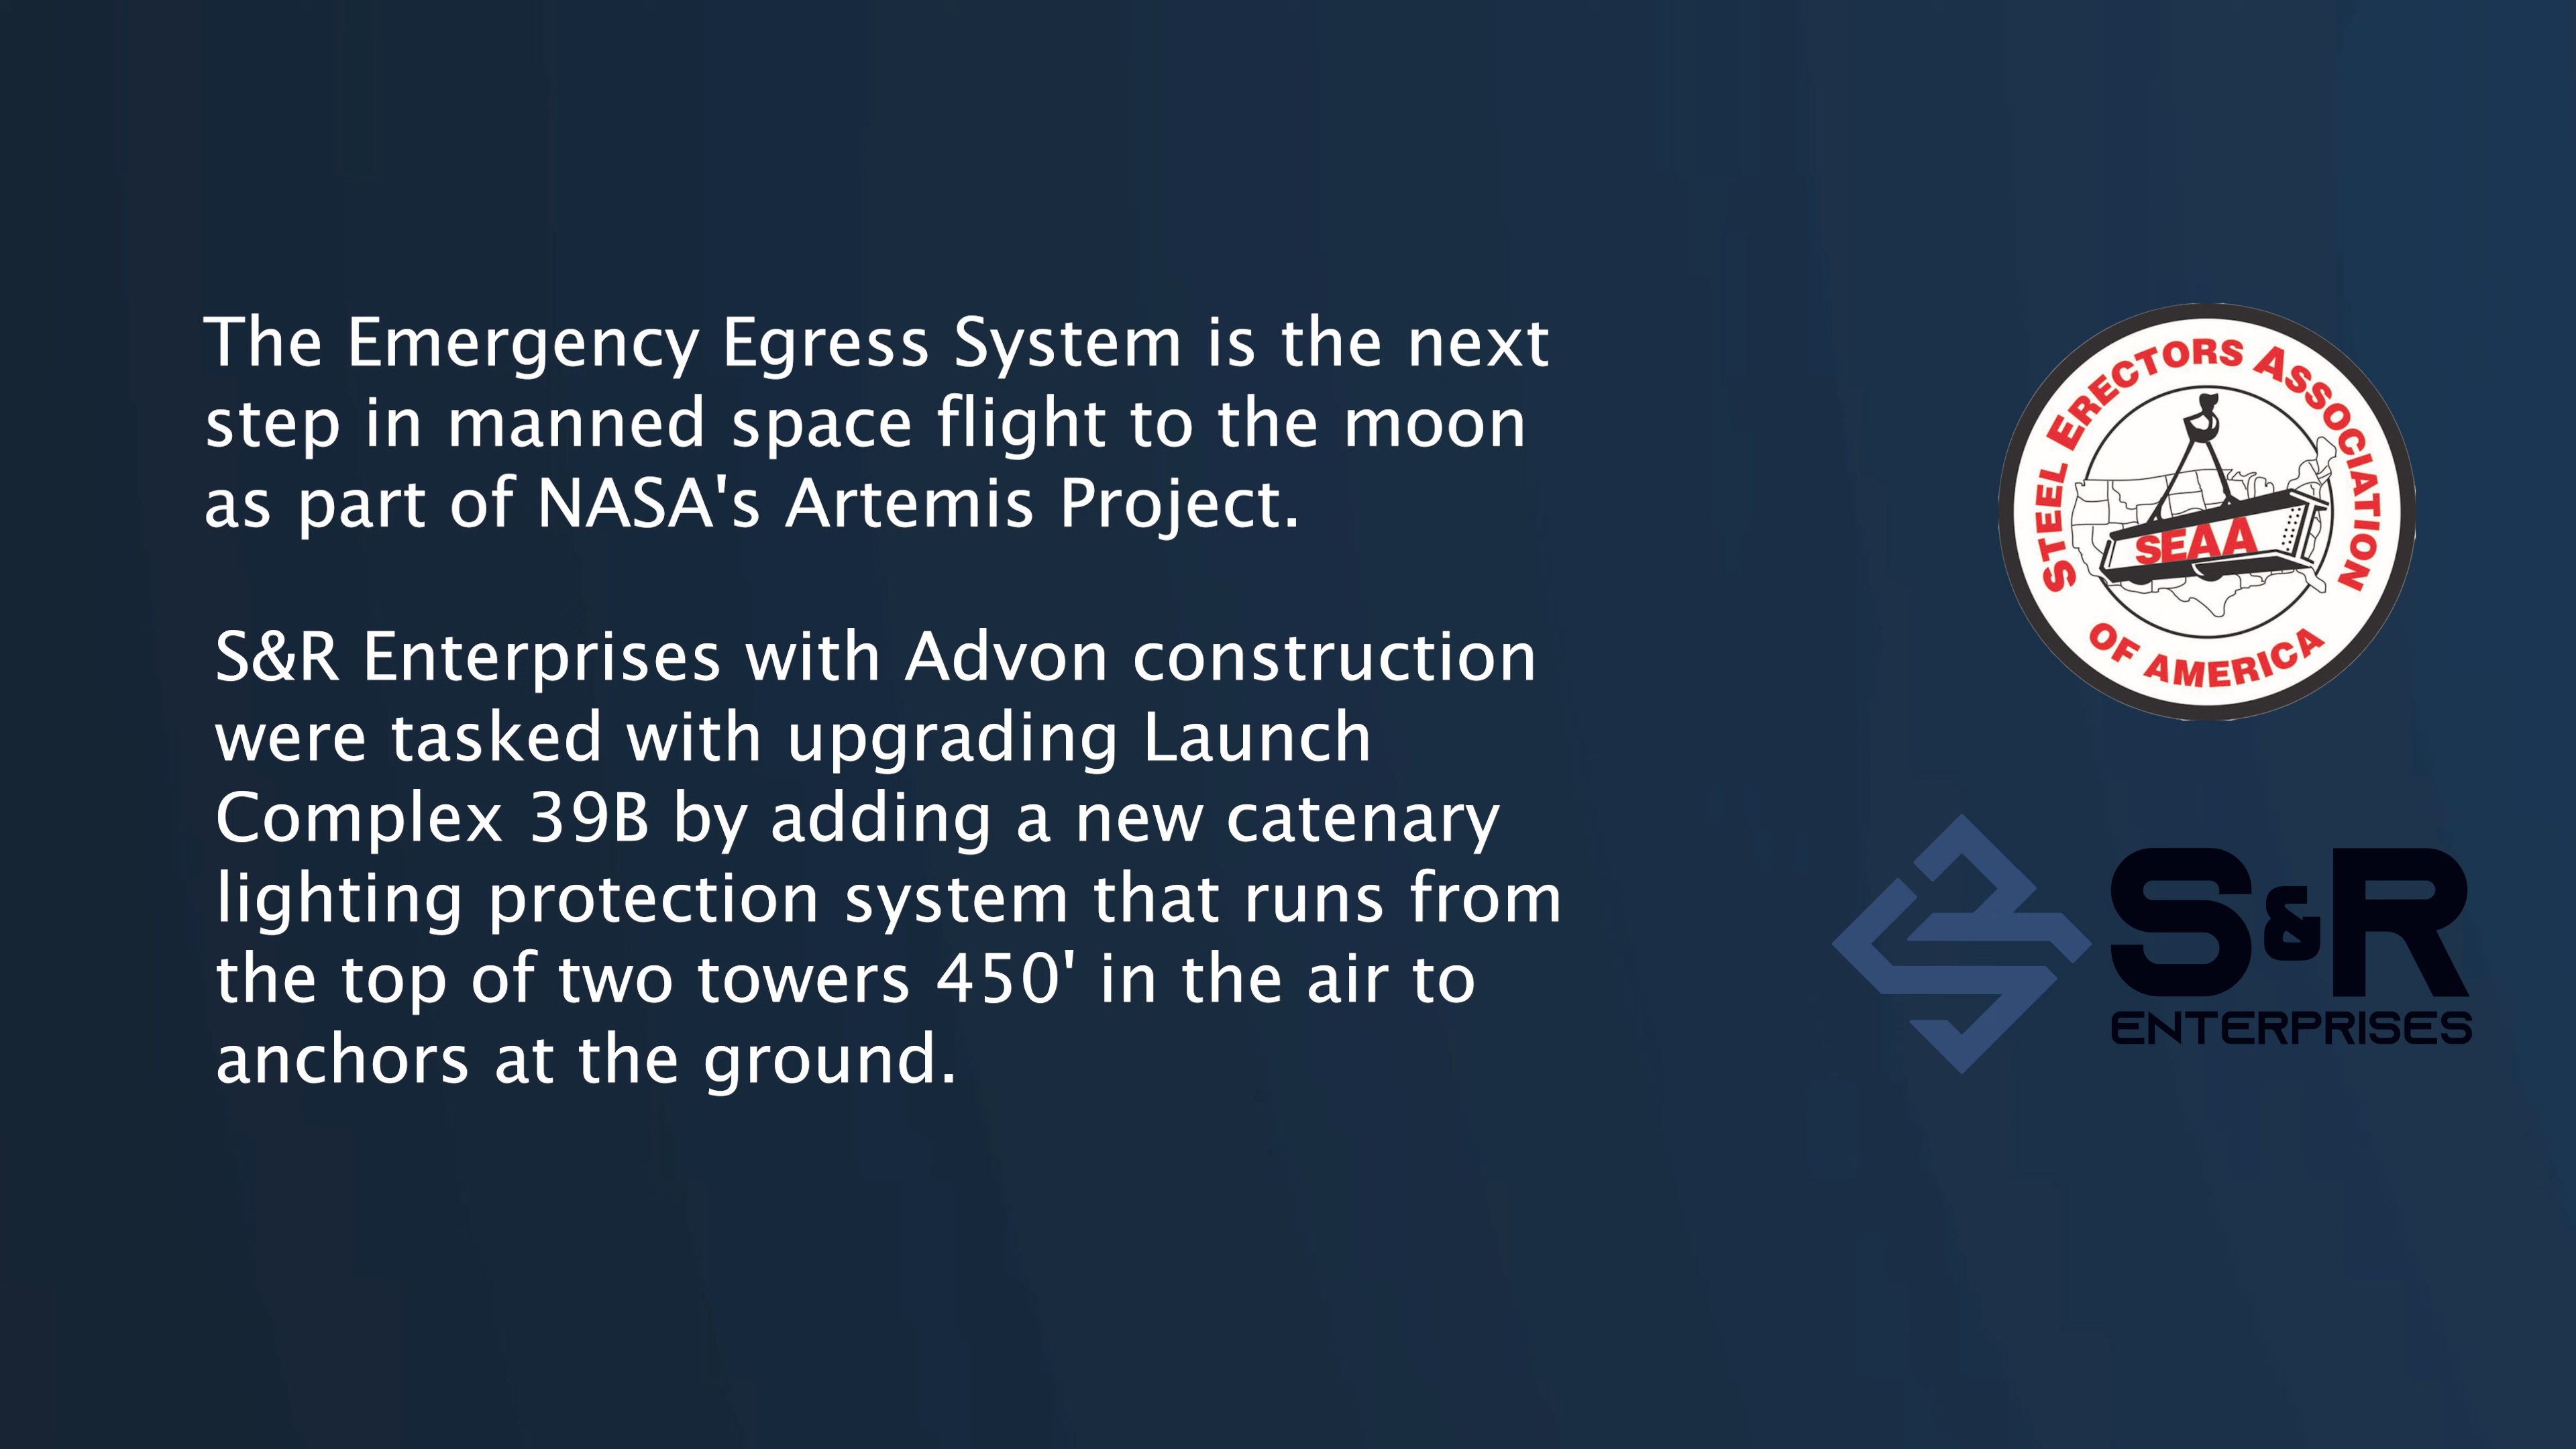 The Emergency Egress System is the next
step in manned space flight to the moon
as part of NASA's Artemis Project.
S&R Enterprises with Advon construction
were tasked with upgrading Launch
Complex 39B by adding a new catenary
lighting protection system that runs from
the top of two towers 450' in the air to
anchors at the ground.
STEEL ERECTORS ASSOCIATION
OF AMERICA
SEAA
S&R
ENTERPRISES